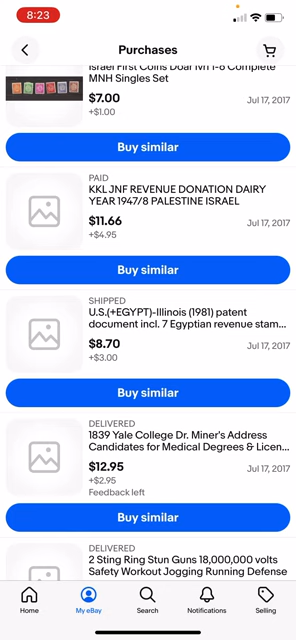 8:23
Purchases
Israel First Coins Doar Ivri 1-6 Complete
MNH Singles Set
$7.00
Jul 17, 2017
+$1.00
Buy similar
PAID
KKL JNF REVENUE DONATION DAIRY
YEAR 1947/8 PALESTINE ISRAEL
$11.66
Jul 17, 2017
+$4.95
Buy similar
SHIPPED
U.S.(+EGYPT)-Illinois (1981) patent
document incl. 7 Egyptian revenue stam...
$8.70
Jul 17, 2017
+$3.00
Buy similar
DELIVERED
1839 Yale College Dr. Miner's Address
Candidates for Medical Degrees & Licen...
$12.95
Jul 17, 2017
+$2.95
Feedback left
Buy similar
DELIVERED
2 Sting Ring Stun Guns 18,000,000 volts
Safety Workout Jogging Running Defense
Home
My eBay
Search
Notifications
Selling